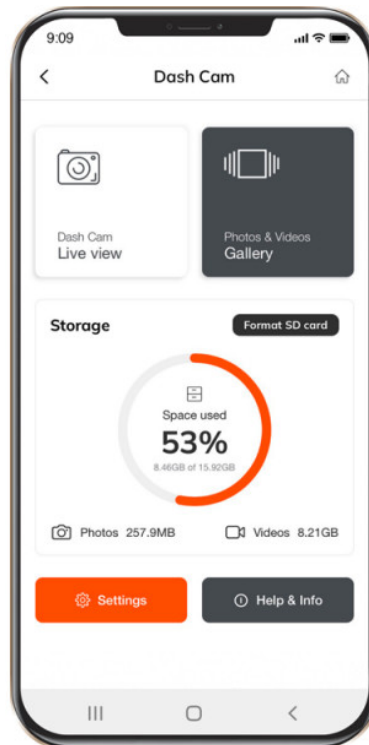 9:09
Dash Cam
Dash Cam
Live view
Photos & Videos
Gallery
Storage
Format SD card
Space used
53%
8.46GB of 15.92GB
Photos 257.9MB
Videos 8.21GB
Settings
Help & Info